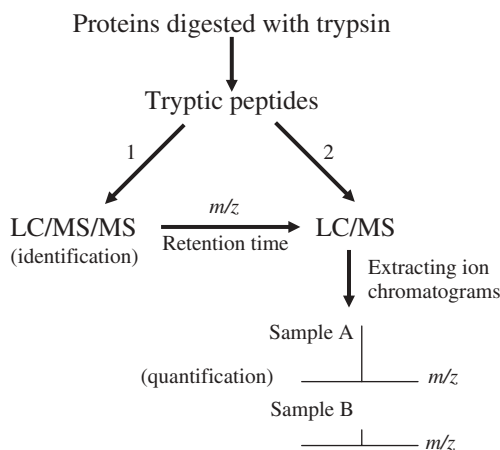 Proteins digested with trypsin
Tryptic peptides
1
2
LC/MS/MS
(identification)
m/z
Retention time
LC/MS
Extracting ion
chromatograms
Sample A
(quantification)
m/z
Sample B
m/z